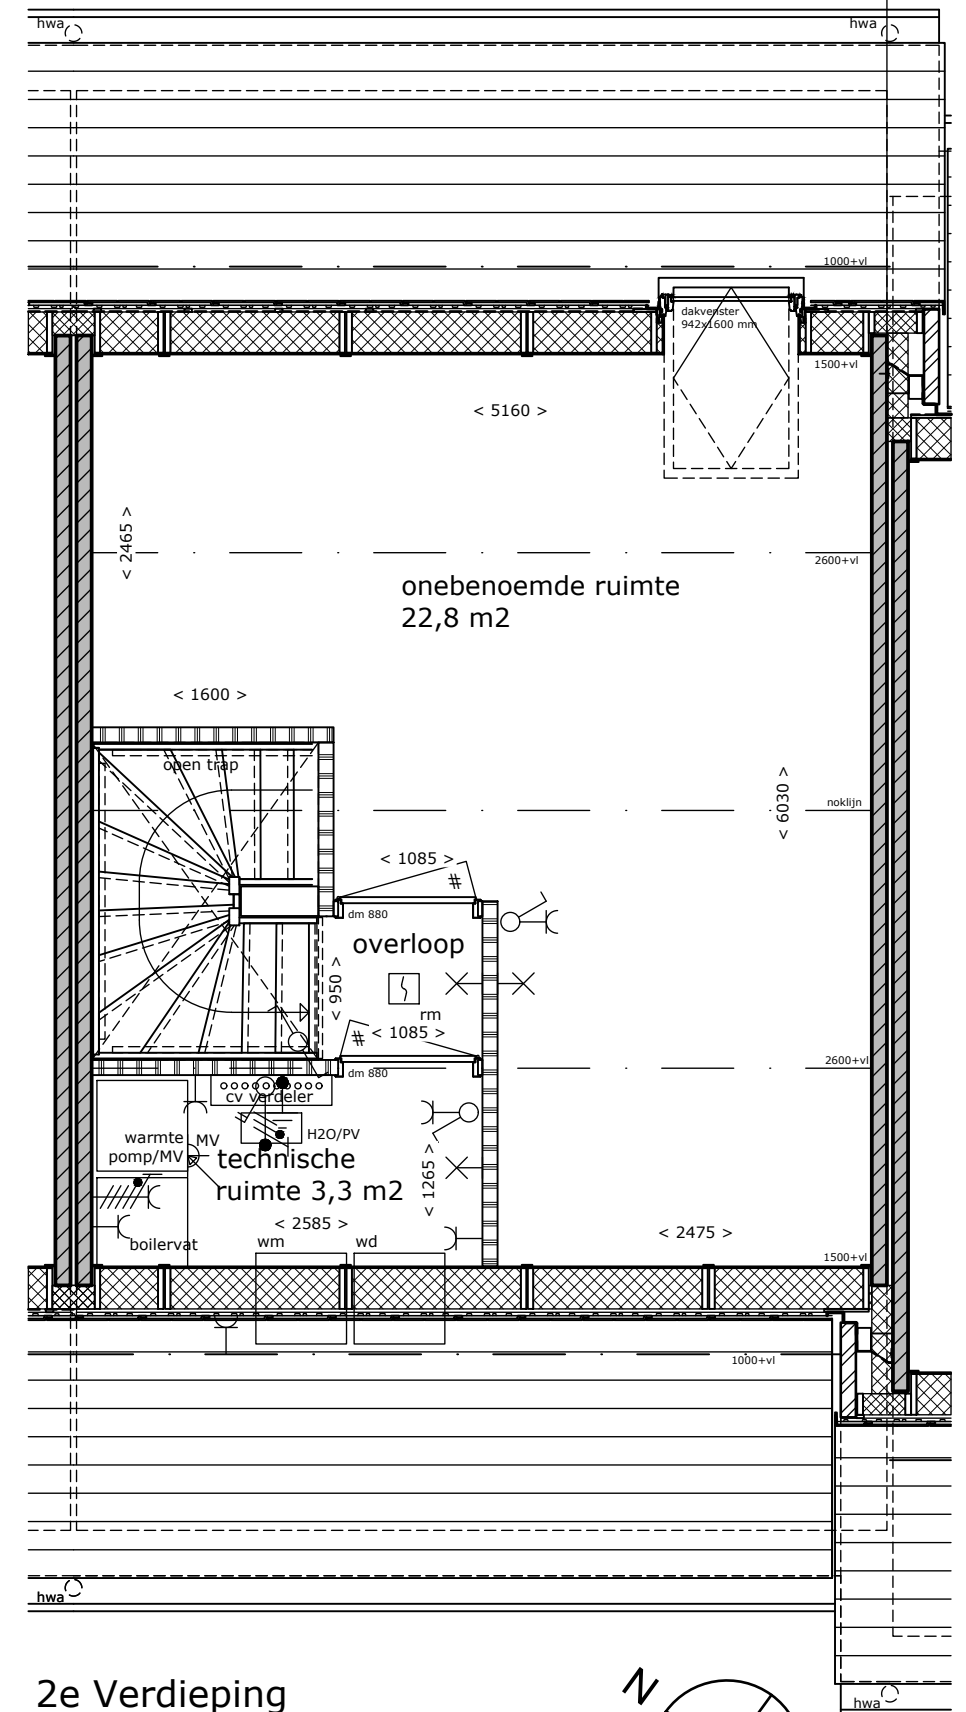 hwa
hwa
1000+vl
dakvenster
942x1600 mm
1500+vl
< 5160 >
< 2465 >
2600+vl
onebenoemde ruimte
22,8 m2
< 1600 >
open trap
< 6030 >
noklijn
< 1085 >
#
dm 880
overloop
< 950 >
rm
# < 1085 >
2600+vl
dm 880
cv verdeler
H2O/PV
warmte
pomp/MV
MV
technische
ruimte 3,3 m2
< 1265 >
< 2585 >
< 2475 >
boilervat
wm
wd
1500+vl
1000+vl
hwa
2e Verdieping
N
hwa